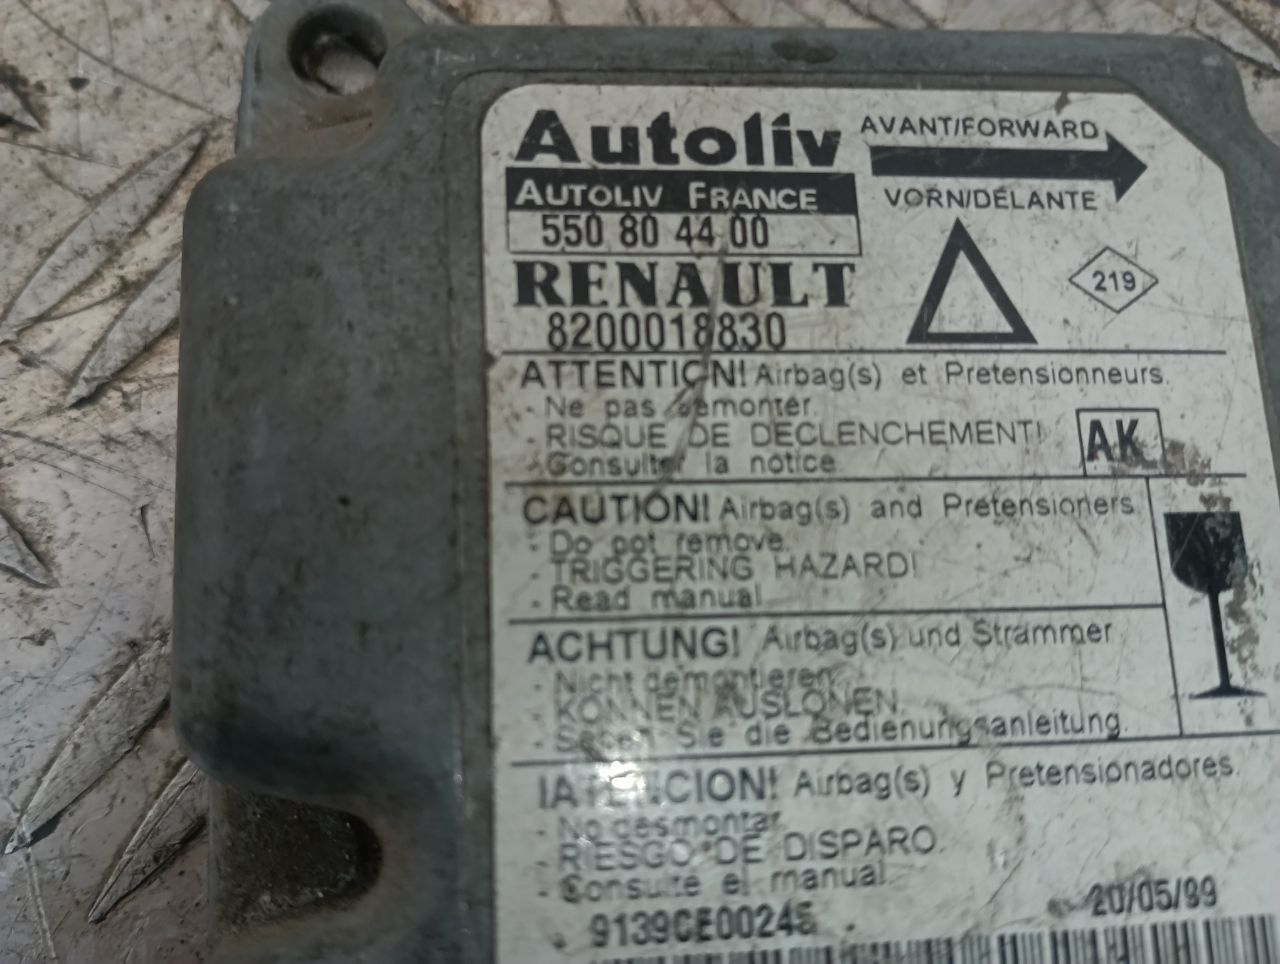 Autoliv
AVANT/FORWARD
AUTOLIV FRANCE
VORN/DÉLANTE
550 80 44 00
RENAULT
219
8200018830
ATTENTION! Airbag(s) et Pretensionneurs.
- Ne pas demonter.
- RISQUE DE DECLENCHEMENT!
- Consulter la notice
AK
CAUTION! Airbag(s) and Pretensioners
- Do not remove
- TRIGGERING HAZARD!
- Read manual
ACHTUNG! Airbag(s) und Strammer
- Nicht demontieren
- KONNEN AUSLONEN.
- Sehen Sie die Bedienungsanleitung.
!ATENCION! Airbag(s) y Pretensionadores.
- No desmontar
- RIESGO DE DISPARO.
- Consulte el manual
9139CE00245
20/05/99